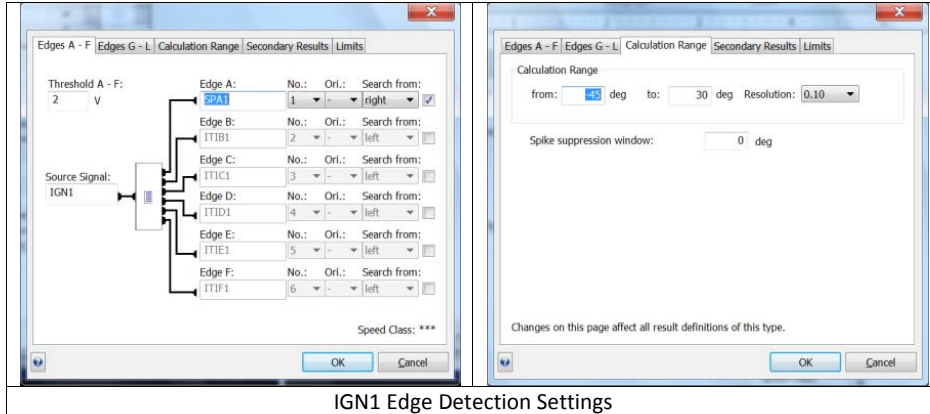 Edges A - F Edges G - L Calculation Range Secondary Results Limits
Threshold A - F:
2 V
Source Signal:
IGN1
Edge A: No.: Ori.: Search from:
SPA1 1 - right
Edge B: No.: Ori.: Search from:
ITIB1 2 - left
Edge C: No.: Ori.: Search from:
ITIC1 3 - left
Edge D: No.: Ori.: Search from:
ITID1 4 - left
Edge E: No.: Ori.: Search from:
ITIE1 5 - left
Edge F: No.: Ori.: Search from:
ITIF1 6 - left
Speed Class: ***
OK Cancel
Edges A - F Edges G - L Calculation Range Secondary Results Limits
Calculation Range
from: -45 deg to: 30 deg Resolution: 0.10
Spike suppression window: 0 deg
Changes on this page affect all result definitions of this type.
OK Cancel
IGN1 Edge Detection Settings